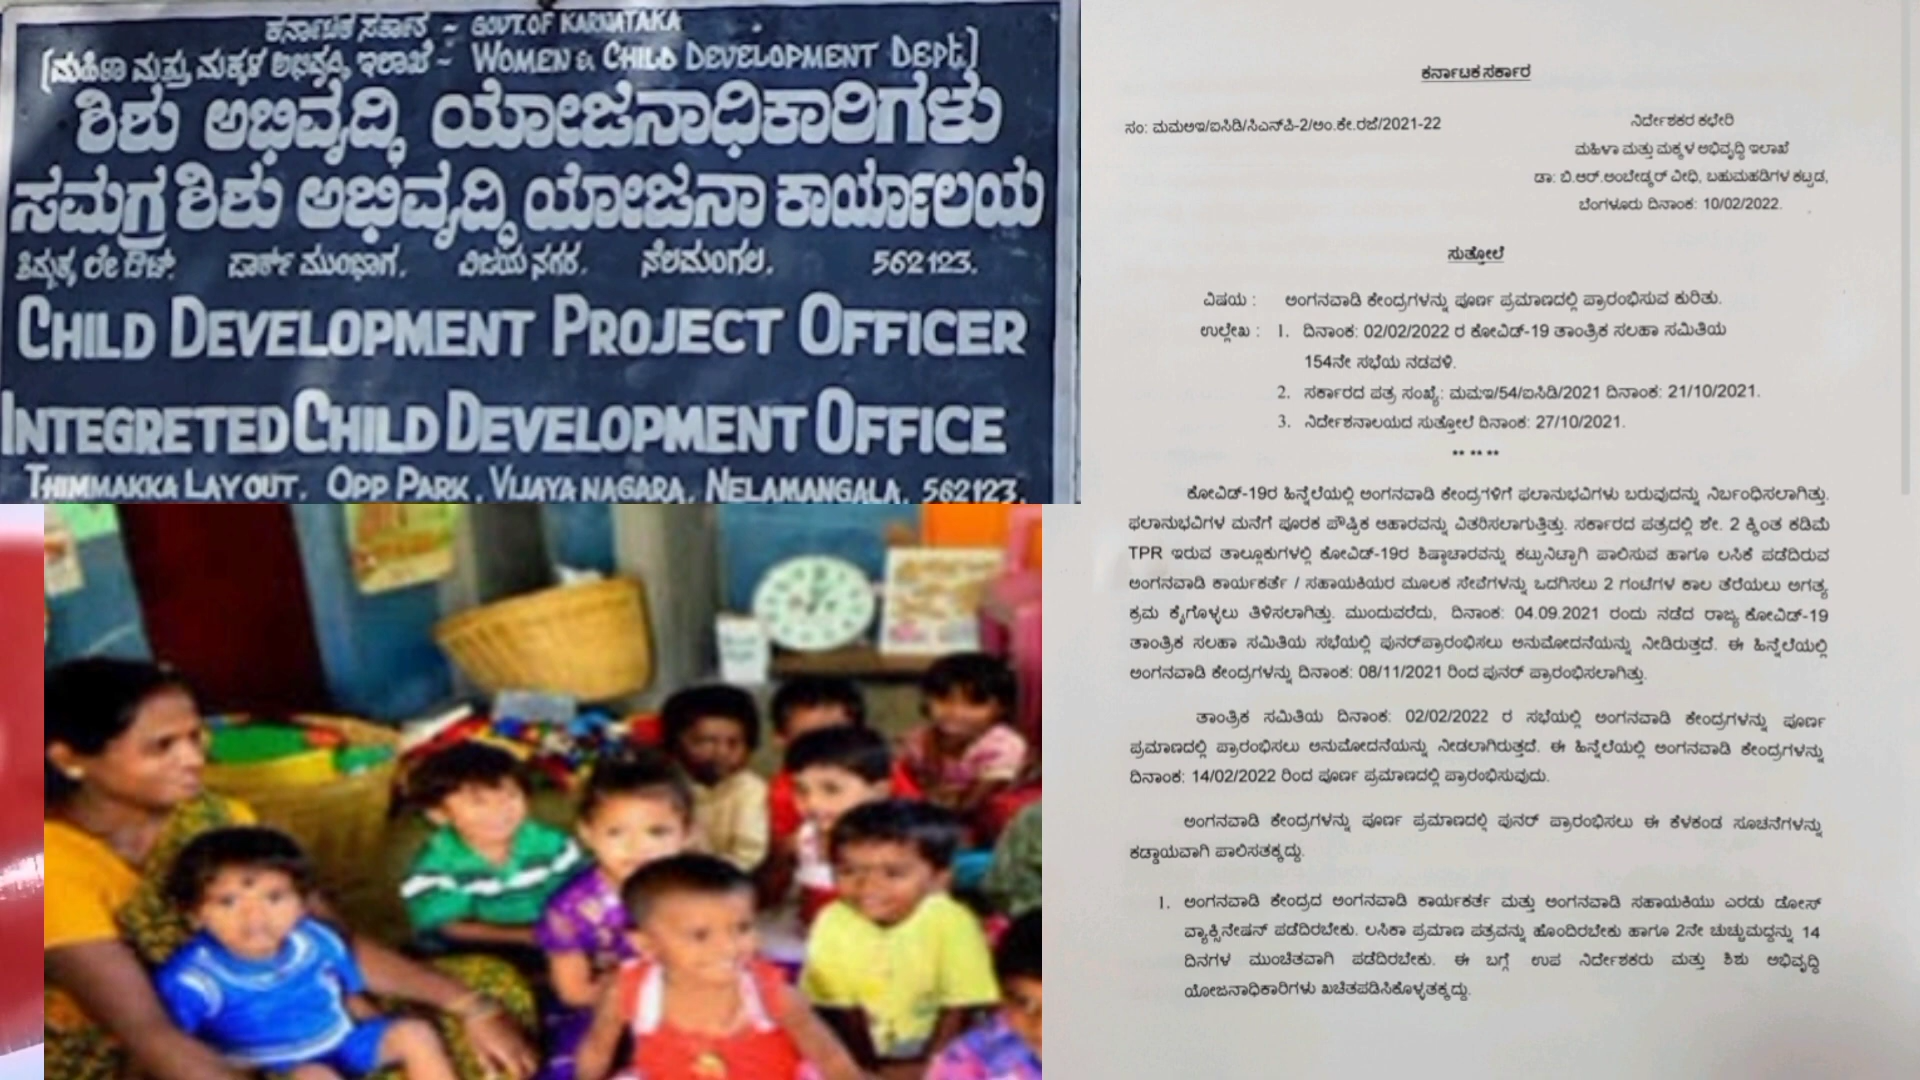 ಕರ್ನಾಟಕ ಸರ್ಕಾರ ~ GOVT.OF KARNATAKA
(ಮಹಿಳಾ ಮತ್ತು ಮಕ್ಕಳ ಅಭಿವೃದ್ಧಿ ಇಲಾಖೆ ~ WOMEN & CHILD DEVELOPMENT DEPt.)
ಶಿಶು ಅಭಿವೃದ್ಧಿ ಯೋಜನಾಧಿಕಾರಿಗಳು
ಸಮಗ್ರ ಶಿಶು ಅಭಿವೃದ್ಧಿ ಯೋಜನಾ ಕಾರ್ಯಾಲಯ
ತಿಮ್ಮಕ್ಕ ಲೇ ಔಟ್. ಪಾರ್ಕ್ ಮುಂಭಾಗ, ವಿಜಯ ನಗರ. ನೆಲಮಂಗಲ. 562123.
CHILD DEVELOPMENT PROJECT OFFICER
INTEGRETED CHILD DEVELOPMENT OFFICE
THIMMAKKA LAYOUT, OPP PARK, VIJAYA NAGARA, NELAMANGALA, 562123.
ಕರ್ನಾಟಕ ಸರ್ಕಾರ
ಸಂ: ಮಮಅಇ/ಐಸಿಡಿ/ಸಿಎನ್‌ಪಿ-2/ಅಂ.ಕೇ.ರಜೆ/2021-22
ನಿರ್ದೇಶಕರ ಕಛೇರಿ
ಮಹಿಳಾ ಮತ್ತು ಮಕ್ಕಳ ಅಭಿವೃದ್ಧಿ ಇಲಾಖೆ
ಡಾ: ಬಿ.ಆರ್.ಅಂಬೇಡ್ಕರ್ ವೀಧಿ, ಬಹುಮಹಡಿಗಳ ಕಟ್ಟಡ,
ಬೆಂಗಳೂರು ದಿನಾಂಕ: 10/02/2022.
ಸುತ್ತೋಲೆ
ವಿಷಯ : ಅಂಗನವಾಡಿ ಕೇಂದ್ರಗಳನ್ನು ಪೂರ್ಣ ಪ್ರಮಾಣದಲ್ಲಿ ಪ್ರಾರಂಭಿಸುವ ಕುರಿತು.
ಉಲ್ಲೇಖ : 1. ದಿನಾಂಕ: 02/02/2022 ರ ಕೋವಿಡ್-19 ತಾಂತ್ರಿಕ ಸಲಹಾ ಸಮಿತಿಯ
154ನೇ ಸಭೆಯ ನಡವಳಿ.
2. ಸರ್ಕಾರದ ಪತ್ರ ಸಂಖ್ಯೆ: ಮಮಇ/54/ಐಸಿಡಿ/2021 ದಿನಾಂಕ: 21/10/2021.
3. ನಿರ್ದೇಶನಾಲಯದ ಸುತ್ತೋಲೆ ದಿನಾಂಕ: 27/10/2021.
** ** **
ಕೋವಿಡ್-19ರ ಹಿನ್ನೆಲೆಯಲ್ಲಿ ಅಂಗನವಾಡಿ ಕೇಂದ್ರಗಳಿಗೆ ಫಲಾನುಭವಿಗಳು ಬರುವುದನ್ನು ನಿರ್ಬಂಧಿಸಲಾಗಿತ್ತು.
ಫಲಾನುಭವಿಗಳ ಮನೆಗೆ ಪೂರಕ ಪೌಷ್ಠಿಕ ಆಹಾರವನ್ನು ವಿತರಿಸಲಾಗುತ್ತಿತ್ತು. ಸರ್ಕಾರದ ಪತ್ರದಲ್ಲಿ ಶೇ. 2 ಕ್ಕಿಂತ ಕಡಿಮೆ
TPR ಇರುವ ತಾಲ್ಲೂಕುಗಳಲ್ಲಿ ಕೋವಿಡ್-19ರ ಶಿಷ್ಠಾಚಾರವನ್ನು ಕಟ್ಟುನಿಟ್ಟಾಗಿ ಪಾಲಿಸುವ ಹಾಗೂ ಲಸಿಕೆ ಪಡೆದಿರುವ
ಅಂಗನವಾಡಿ ಕಾರ್ಯಕರ್ತೆ / ಸಹಾಯಕಿಯರ ಮೂಲಕ ಸೇವೆಗಳನ್ನು ಒದಗಿಸಲು 2 ಗಂಟೆಗಳ ಕಾಲ ತೆರೆಯಲು ಅಗತ್ಯ
ಕ್ರಮ ಕೈಗೊಳ್ಳಲು ತಿಳಿಸಲಾಗಿತ್ತು. ಮುಂದುವರೆದು, ದಿನಾಂಕ: 04.09.2021 ರಂದು ನಡೆದ ರಾಜ್ಯ ಕೋವಿಡ್-19
ತಾಂತ್ರಿಕ ಸಲಹಾ ಸಮಿತಿಯ ಸಭೆಯಲ್ಲಿ ಪುನರ್‌ಪ್ರಾರಂಭಿಸಲು ಅನುಮೋದನೆಯನ್ನು ನೀಡಿರುತ್ತದೆ. ಈ ಹಿನ್ನೆಲೆಯಲ್ಲಿ
ಅಂಗನವಾಡಿ ಕೇಂದ್ರಗಳನ್ನು ದಿನಾಂಕ: 08/11/2021 ರಿಂದ ಪುನರ್ ಪ್ರಾರಂಭಿಸಲಾಗಿತ್ತು.
ತಾಂತ್ರಿಕ ಸಮಿತಿಯ ದಿನಾಂಕ: 02/02/2022 ರ ಸಭೆಯಲ್ಲಿ ಅಂಗನವಾಡಿ ಕೇಂದ್ರಗಳನ್ನು ಪೂರ್ಣ
ಪ್ರಮಾಣದಲ್ಲಿ ಪ್ರಾರಂಭಿಸಲು ಅನುಮೋದನೆಯನ್ನು ನೀಡಲಾಗಿರುತ್ತದೆ. ಈ ಹಿನ್ನೆಲೆಯಲ್ಲಿ ಅಂಗನವಾಡಿ ಕೇಂದ್ರಗಳನ್ನು
ದಿನಾಂಕ: 14/02/2022 ರಿಂದ ಪೂರ್ಣ ಪ್ರಮಾಣದಲ್ಲಿ ಪ್ರಾರಂಭಿಸುವುದು.
ಅಂಗನವಾಡಿ ಕೇಂದ್ರಗಳನ್ನು ಪೂರ್ಣ ಪ್ರಮಾಣದಲ್ಲಿ ಪುನರ್ ಪ್ರಾರಂಭಿಸಲು ಈ ಕೆಳಕಂಡ ಸೂಚನೆಗಳನ್ನು
ಕಡ್ಡಾಯವಾಗಿ ಪಾಲಿಸತಕ್ಕದ್ದು.
1. ಅಂಗನವಾಡಿ ಕೇಂದ್ರದ ಅಂಗನವಾಡಿ ಕಾರ್ಯಕರ್ತೆ ಮತ್ತು ಅಂಗನವಾಡಿ ಸಹಾಯಕಿಯು ಎರಡು ಡೋಸ್
ವ್ಯಾಕ್ಸಿನೇಷನ್ ಪಡೆದಿರಬೇಕು. ಲಸಿಕಾ ಪ್ರಮಾಣ ಪತ್ರವನ್ನು ಹೊಂದಿರಬೇಕು ಹಾಗೂ 2ನೇ ಚುಚ್ಚುಮದ್ದನ್ನು 14
ದಿನಗಳ ಮುಂಚಿತವಾಗಿ ಪಡೆದಿರಬೇಕು. ಈ ಬಗ್ಗೆ ಉಪ ನಿರ್ದೇಶಕರು ಮತ್ತು ಶಿಶು ಅಭಿವೃದ್ಧಿ
ಯೋಜನಾಧಿಕಾರಿಗಳು ಖಚಿತಪಡಿಸಿಕೊಳ್ಳತಕ್ಕದ್ದು.